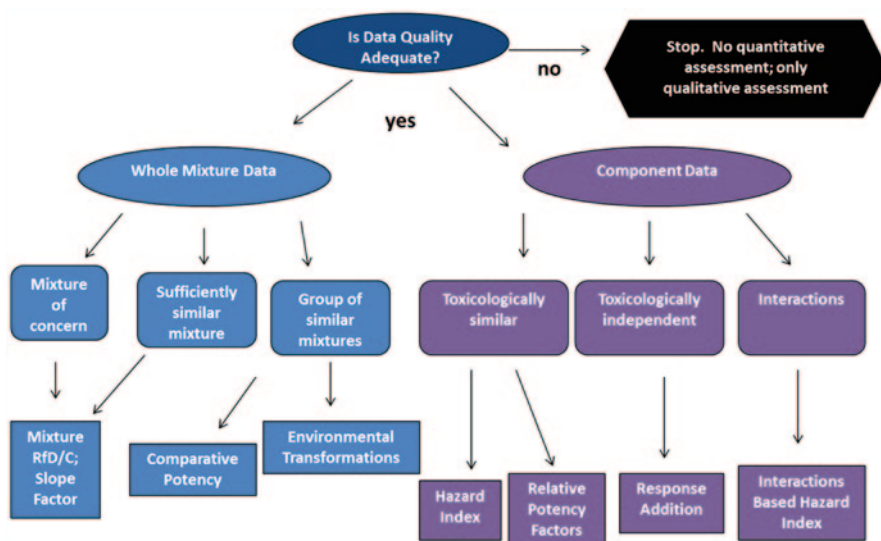 Is Data Quality
Adequate?
no
Stop. No quantitative
assessment; only
qualitative assessment
yes
Whole Mixture Data
Component Data
Mixture
of
concern
Sufficiently
similar
mixture
Group of
similar
mixtures
Toxicologically
similar
Toxicologically
independent
Interactions
Mixture
RfD/C;
Slope
Factor
Comparative
Potency
Environmental
Transformations
Hazard
Index
Relative
Potency
Factors
Response
Addition
Interactions
Based Hazard
Index